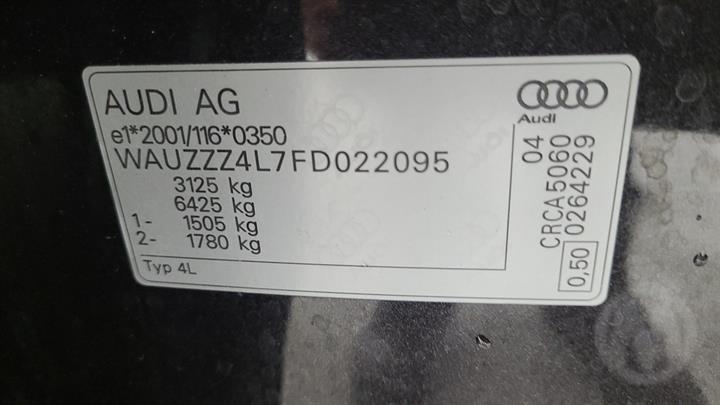 AUDI AG
e1*2001/116*0350
WAUZZZ4L7FD022095
3125 kg
6425 kg
1- 1505 kg
2- 1780 kg
Typ 4L
Audi
04
CRCA5060
0264229
0,50